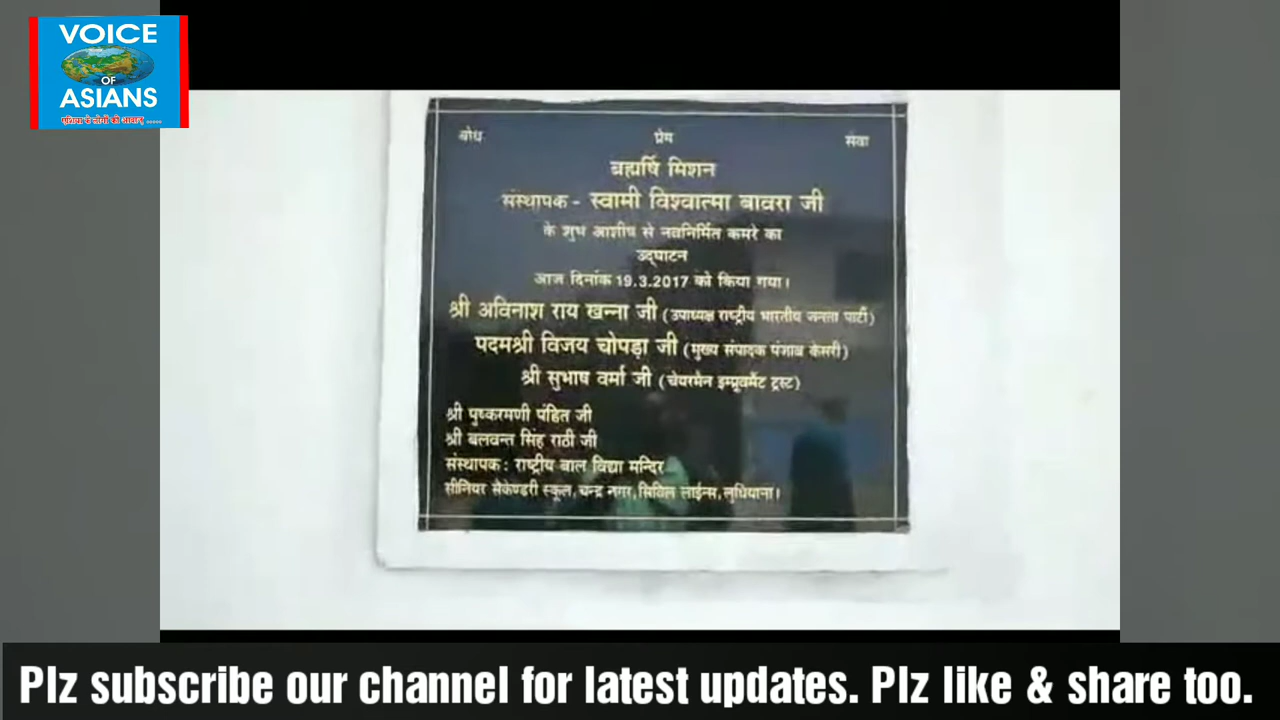 VOICE
OF
ASIANS
एशिया के लोगों की आवाज़ .....
बोध प्रेम सेवा
ब्रह्मर्षि मिशन
संस्थापक - स्वामी विश्वात्मा बावरा जी
के शुभ आशीष से नवनिर्मित कमरे का
उद्घाटन
आज दिनांक 19.3.2017 को किया गया।
श्री अविनाश राय खन्ना जी (उपाध्यक्ष राष्ट्रीय भारतीय जनता पार्टी)
पदमश्री विजय चोपड़ा जी (मुख्य संपादक पंजाब केसरी)
श्री सुभाष वर्मा जी (चेयरमैन इम्प्रूवमैंट ट्रस्ट)
श्री पुष्करमणी पंडित जी
श्री बलवन्त सिंह राठी जी
संस्थापक : राष्ट्रीय बाल विद्या मन्दिर
सीनियर सैकेण्डरी स्कूल, चन्द्र नगर, सिविल लाईन्स, लुधियाना।
Plz subscribe our channel for latest updates. Plz like & share too.